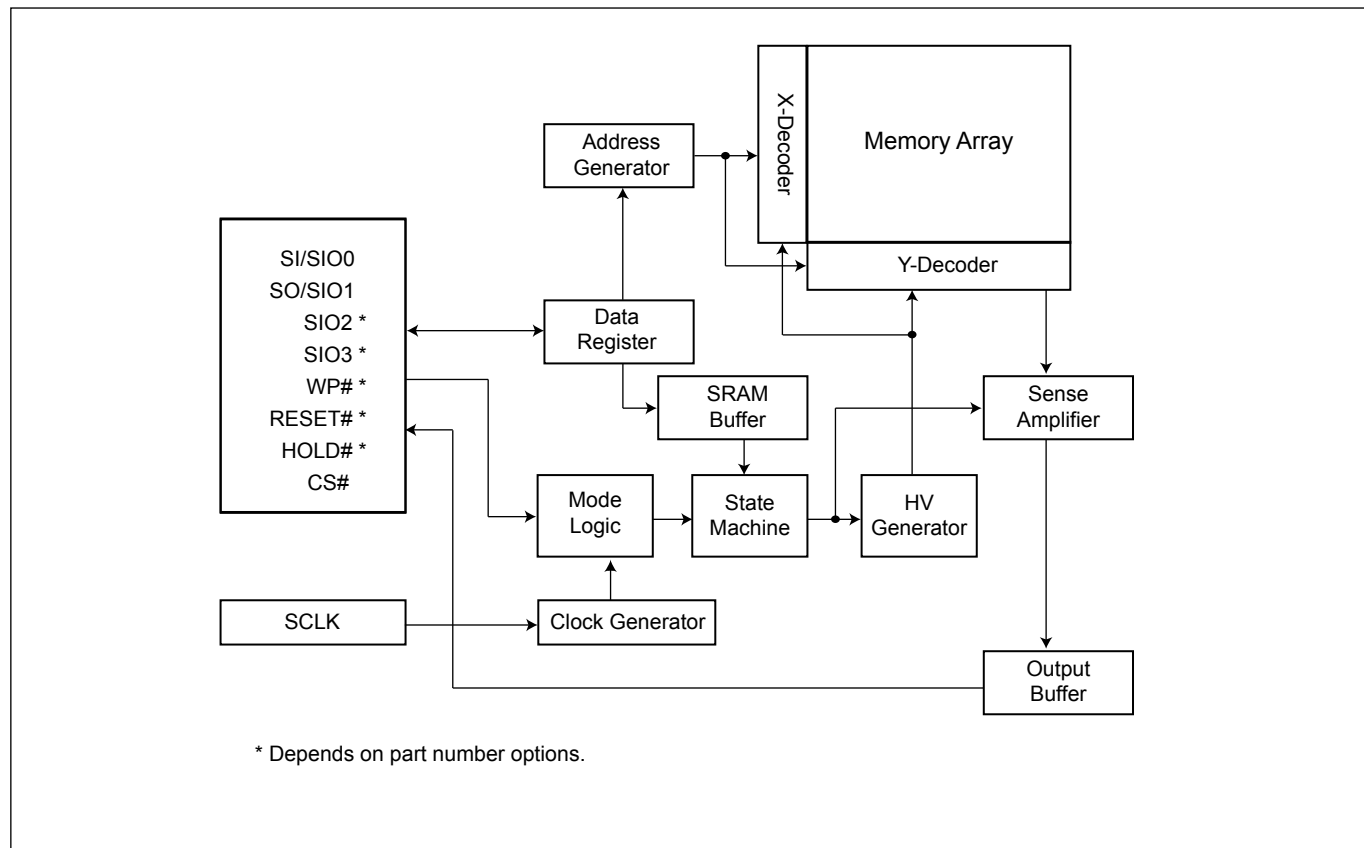 X-Decoder
Memory Array
Address
Generator
Y-Decoder
SI/SIO0
SO/SIO1
SIO2 *
SIO3 *
WP# *
RESET# *
HOLD# *
CS#
Data
Register
SRAM
Buffer
Sense
Amplifier
Mode
Logic
State
Machine
HV
Generator
SCLK
Clock Generator
Output
Buffer
* Depends on part number options.